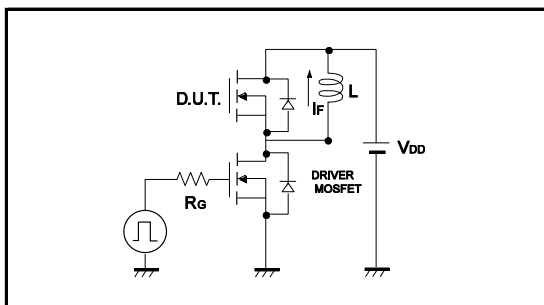 D.U.T.
IF
L
VDD
DRIVER
MOSFET
RG